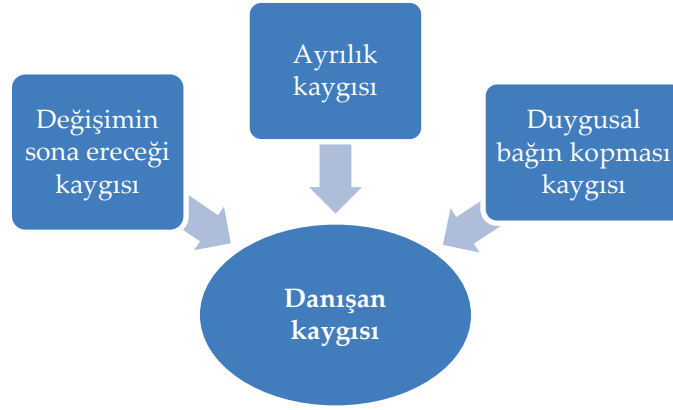 Değişimin
sona ereceği
kaygısı
Ayrılık
kaygısı
Duygusal
bağın kopması
kaygısı
Danışan
kaygısı